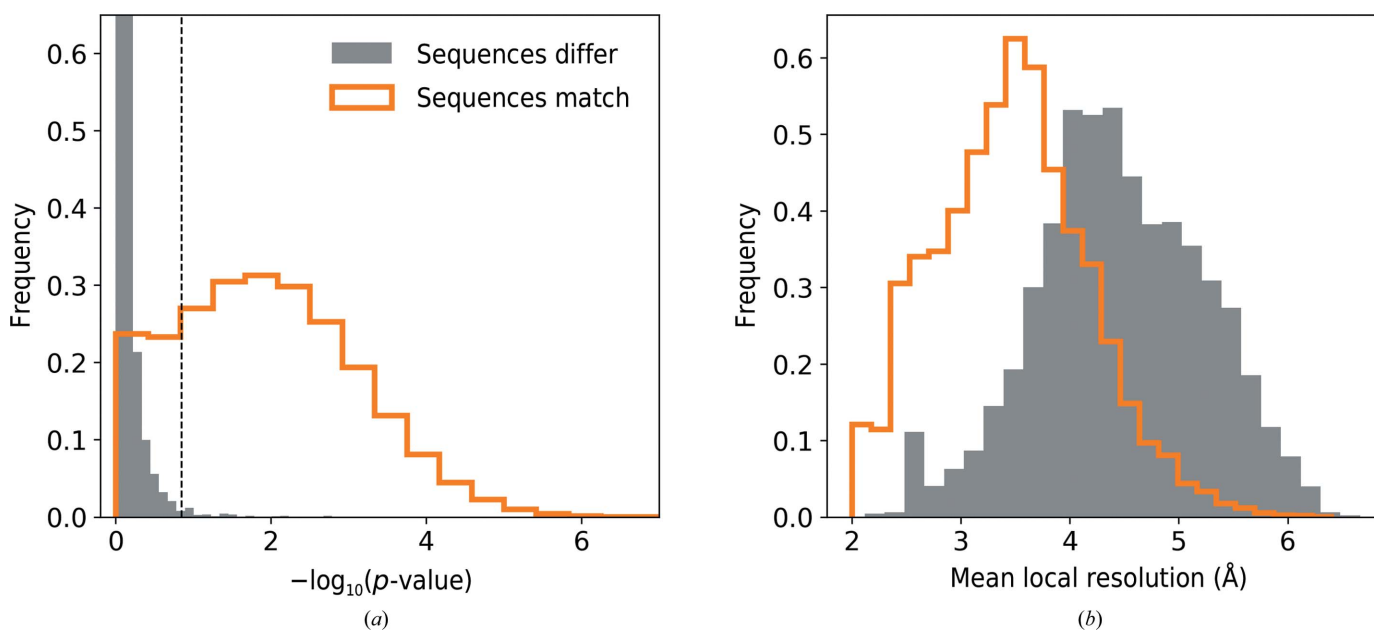 0.6
0.5
0.4
0.3
0.2
0.1
0.0
Frequency
Sequences differ
Sequences match
0 2 4 6
−log₁₀(p-value)
(a)
0.6
0.5
0.4
0.3
0.2
0.1
0.0
Frequency
2 3 4 5 6
Mean local resolution (Å)
(b)